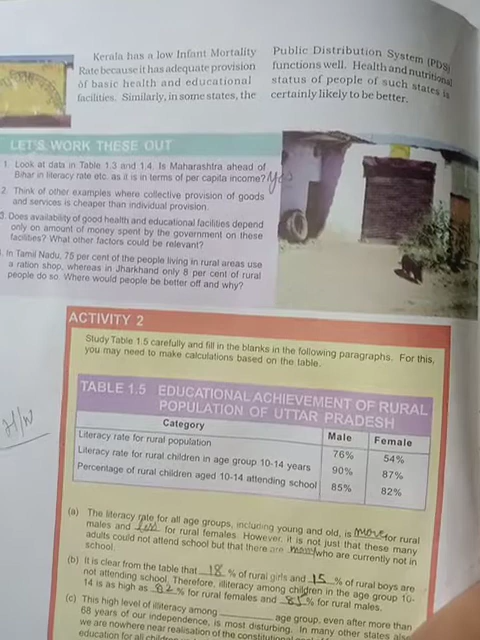 Kerala has a low Infant Mortality
Rate because it has adequate provision
of basic health and educational
facilities. Similarly, in some states, the
Public Distribution System (PDS)
functions well. Health and nutritional
status of people of such states is
certainly likely to be better.
LET'S WORK THESE OUT
1. Look at data in Table 1.3 and 1.4. Is Maharashtra ahead of
Bihar in literacy rate etc. as it is in terms of per capita income? Yes
2. Think of other examples where collective provision of goods
and services is cheaper than individual provision.
3. Does availability of good health and educational facilities depend
only on amount of money spent by the government on these
facilities? What other factors could be relevant?
. In Tamil Nadu, 75 per cent of the people living in rural areas use
a ration shop, whereas in Jharkhand only 8 per cent of rural
people do so. Where would people be better off and why?
ACTIVITY 2
Study Table 1.5 carefully and fill in the blanks in the following paragraphs. For this,
you may need to make calculations based on the table.
H/W
TABLE 1.5 EDUCATIONAL ACHIEVEMENT OF RURAL
POPULATION OF UTTAR PRADESH
Category Male Female
Literacy rate for rural population 76% 54%
Literacy rate for rural children in age group 10-14 years 90% 87%
Percentage of rural children aged 10-14 attending school 85% 82%
(a) The literacy rate for all age groups, including young and old, is more for rural
males and less for rural females. However, it is not just that these many
adults could not attend school but that there are many who are currently not in
school.
(b) It is clear from the table that 18 % of rural girls and 15 % of rural boys are
not attending school. Therefore, illiteracy among children in the age group 10-
14 is as high as 82 % for rural females and 85 % for rural males.
(c) This high level of illiteracy among ________ age group, even after more than
68 years of our independence, is most disturbing. In many other states also
we are nowhere near realisation of the constitutional
education for all